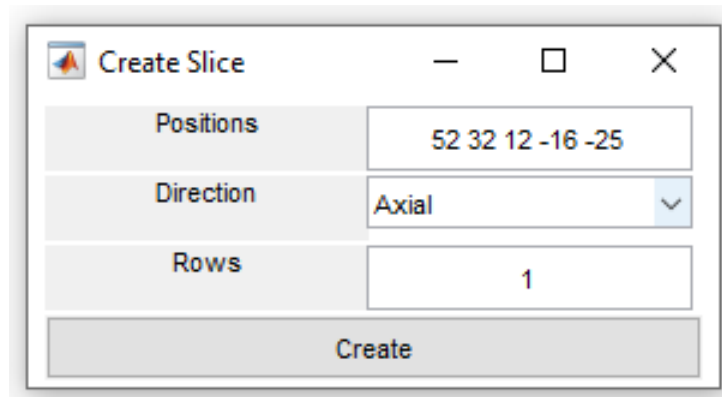 Create Slice
Positions 52 32 12 -16 -25
Direction Axial
Rows 1
Create